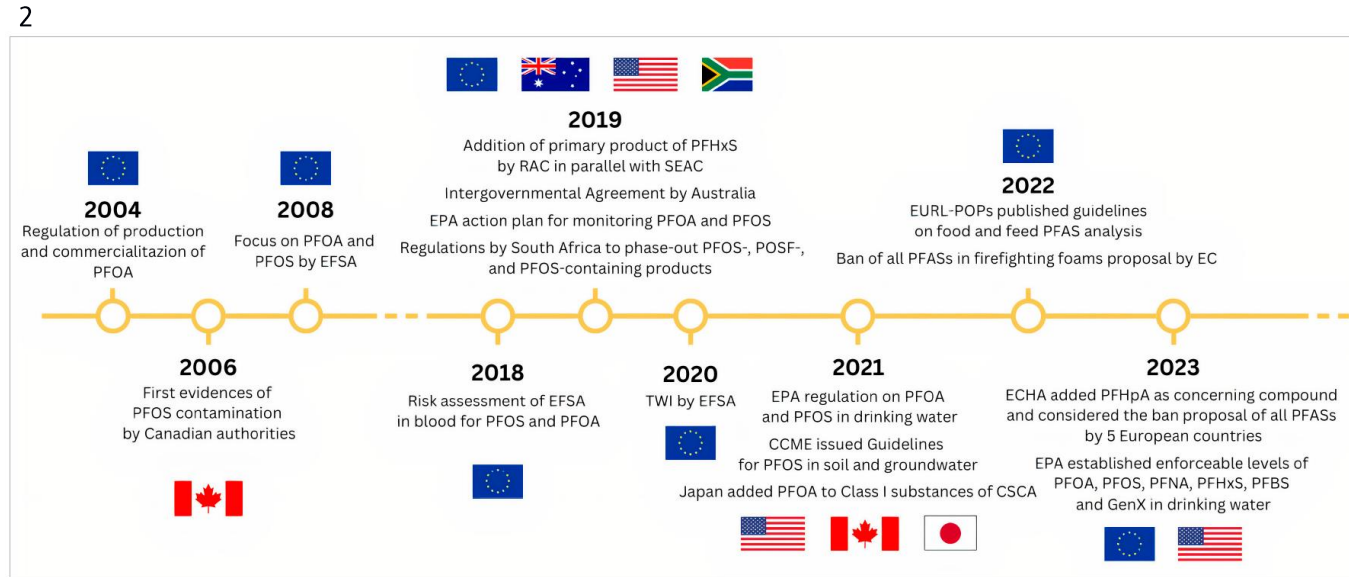 2
2004
Regulation of production
and commercialitazion of
PFOA
2006
First evidences of
PFOS contamination
by Canadian authorities
2008
Focus on PFOA and
PFOS by EFSA
2018
Risk assessment of EFSA
in blood for PFOS and PFOA
2019
Addition of primary product of PFHxS
by RAC in parallel with SEAC
Intergovernmental Agreement by Australia
EPA action plan for monitoring PFOA and PFOS
Regulations by South Africa to phase-out PFOS-, POSF-,
and PFOS-containing products
2020
TWI by EFSA
2021
EPA regulation on PFOA
and PFOS in drinking water
CCME issued Guidelines
for PFOS in soil and groundwater
Japan added PFOA to Class I substances of CSCA
2022
EURL-POPs published guidelines
on food and feed PFAS analysis
Ban of all PFASs in firefighting foams proposal by EC
2023
ECHA added PFHpA as concerning compound
and considered the ban proposal of all PFASs
by 5 European countries
EPA established enforceable levels of
PFOA, PFOS, PFNA, PFHxS, PFBS
and GenX in drinking water